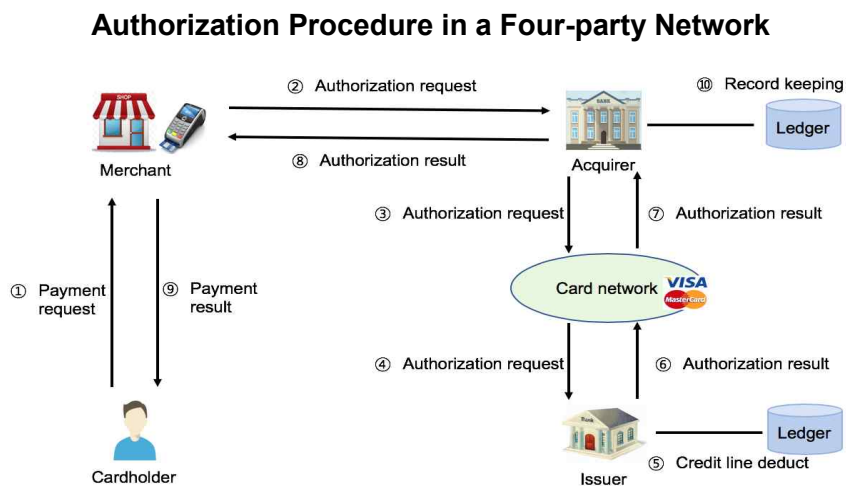 Authorization Procedure in a Four-party Network
② Authorization request
⑩ Record keeping
SHOP
BANK
Ledger
⑧ Authorization result
Merchant
Acquirer
③ Authorization request
⑦ Authorization result
① Payment
request
⑨ Payment
result
Card network
VISA
MasterCard
④ Authorization request
⑥ Authorization result
Bank
Ledger
⑤ Credit line deduct
Cardholder
Issuer